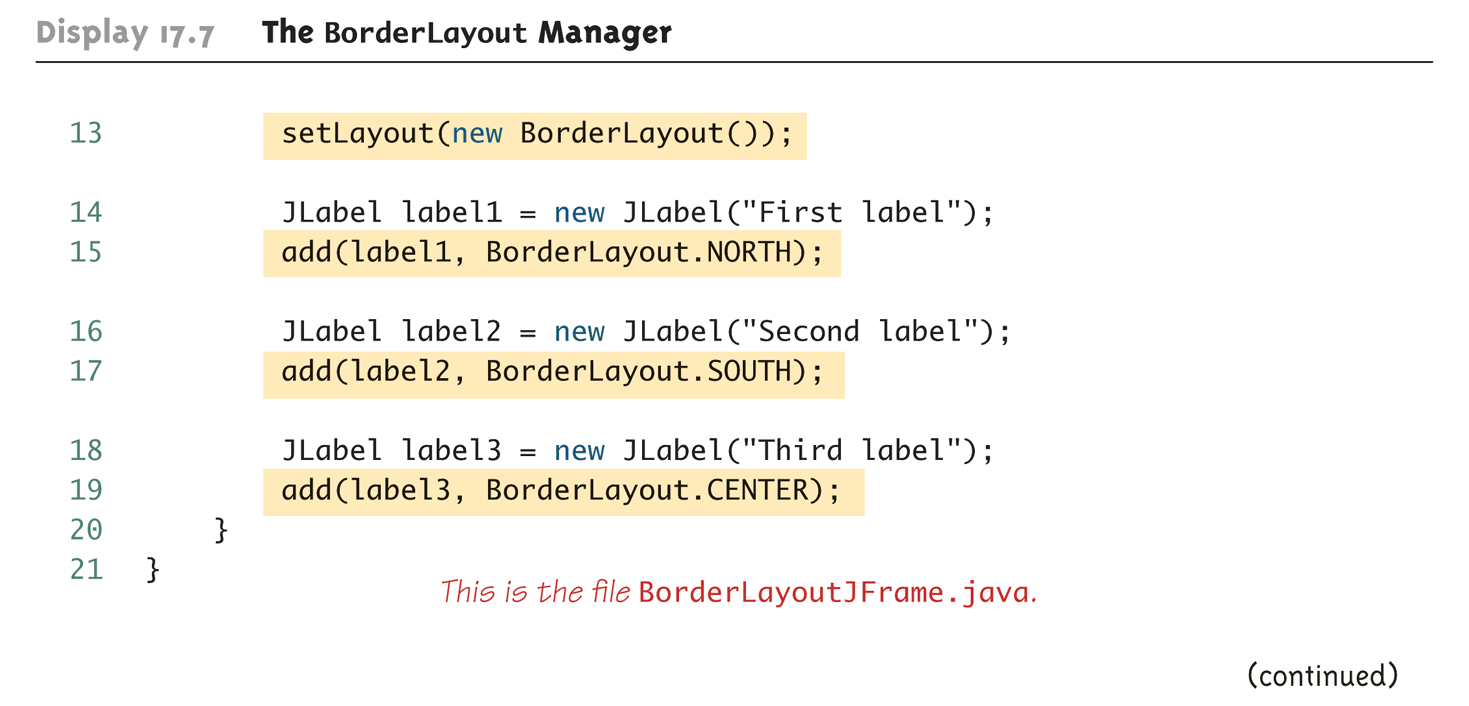 Display 17.7 The BorderLayout Manager
13 setLayout(new BorderLayout());
14 JLabel label1 = new JLabel("First label");
15 add(label1, BorderLayout.NORTH);
16 JLabel label2 = new JLabel("Second label");
17 add(label2, BorderLayout.SOUTH);
18 JLabel label3 = new JLabel("Third label");
19 add(label3, BorderLayout.CENTER);
20 }
21 }
This is the file BorderLayoutJFrame.java.
(continued)